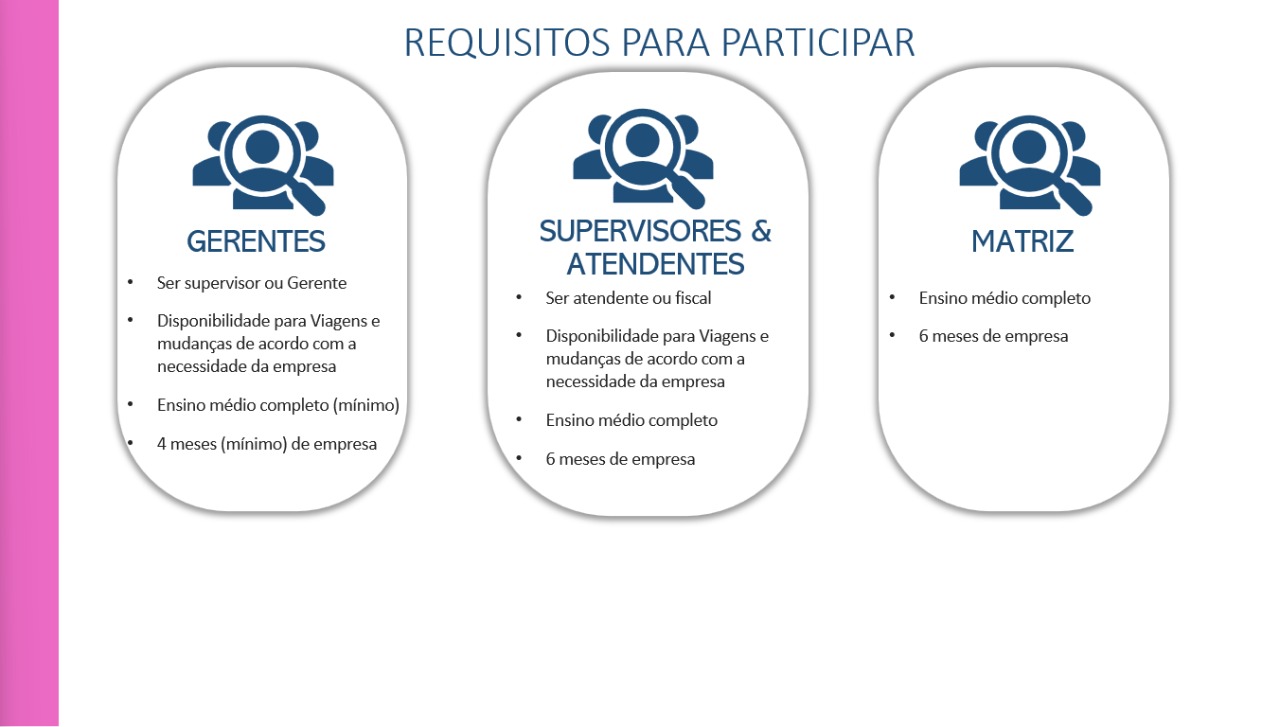 REQUISITOS PARA PARTICIPAR
GERENTES
• Ser supervisor ou Gerente
• Disponibilidade para Viagens e
mudanças de acordo com a
necessidade da empresa
• Ensino médio completo (mínimo)
• 4 meses (mínimo) de empresa
SUPERVISORES &
ATENDENTES
• Ser atendente ou fiscal
• Disponibilidade para Viagens e
mudanças de acordo com a
necessidade da empresa
• Ensino médio completo
• 6 meses de empresa
MATRIZ
• Ensino médio completo
• 6 meses de empresa